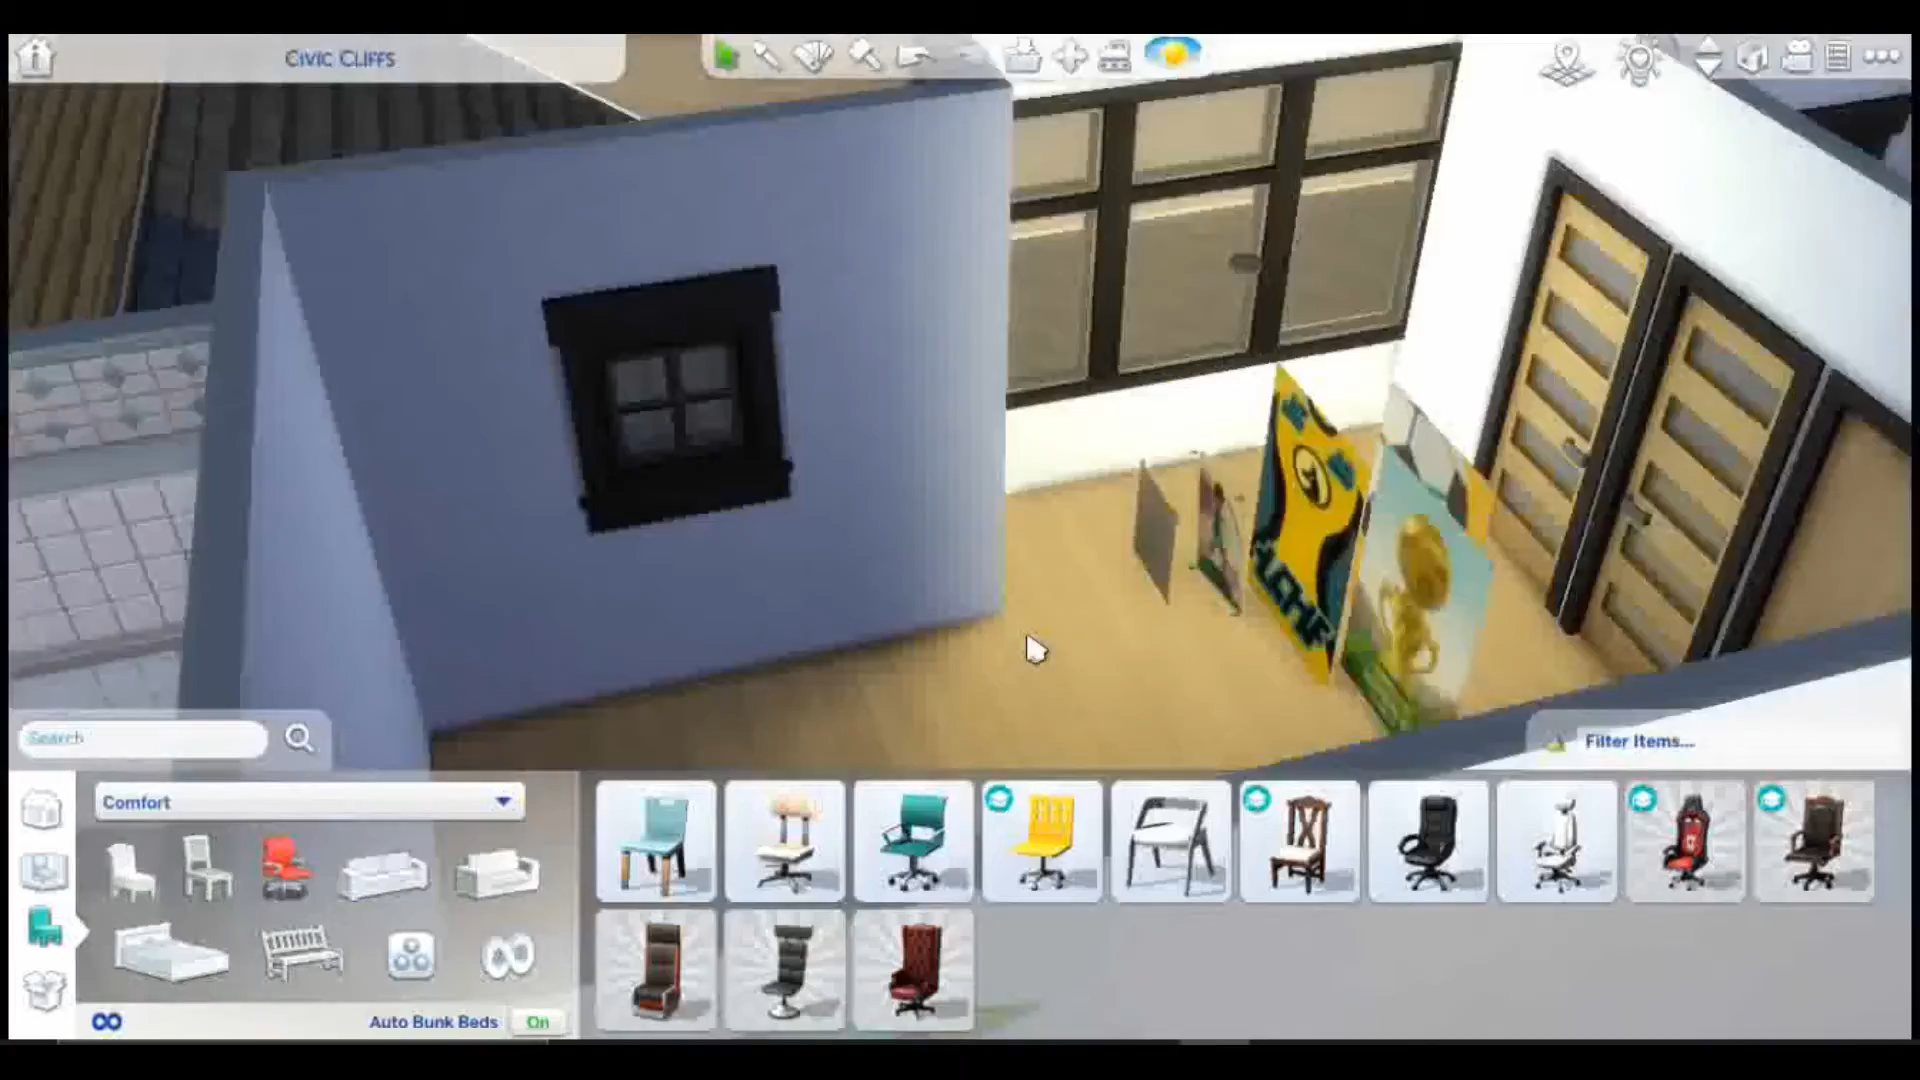 Civic Cliffs
Search
Filter Items...
Comfort
Auto Bunk Beds
On